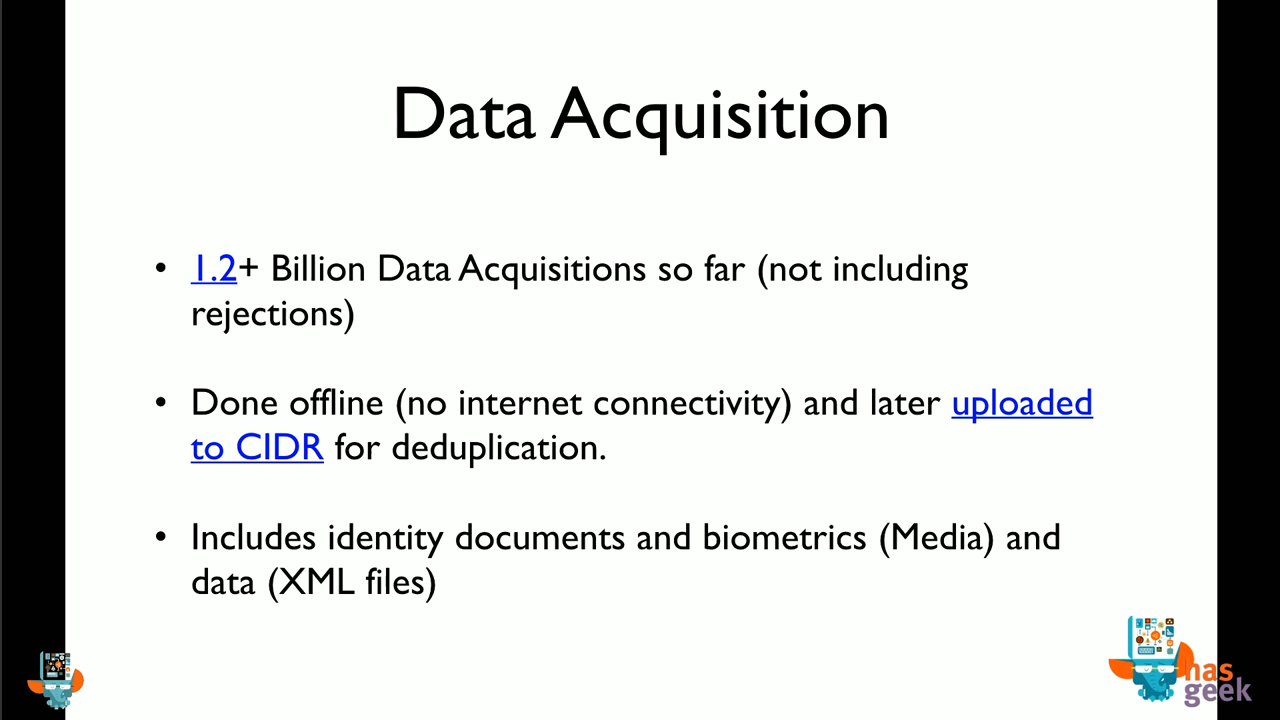 Data Acquisition
• 1.2+ Billion Data Acquisitions so far (not including
rejections)
• Done offline (no internet connectivity) and later uploaded
to CIDR for deduplication.
• Includes identity documents and biometrics (Media) and
data (XML files)
has
geek